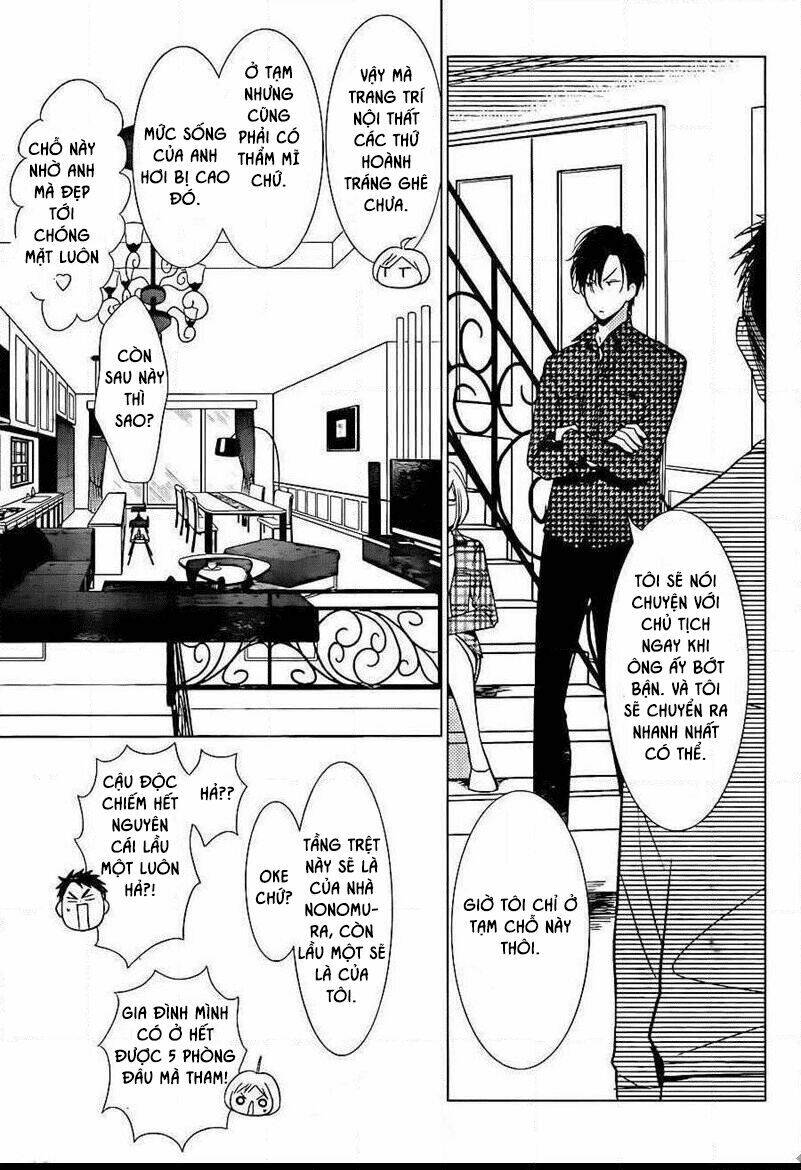 TÔI SẼ NÓI
CHUYỆN VỚI
CHỦ TỊCH
NGAY KHI
ÔNG ẤY BỚT
BẬN. VÀ TÔI
SẼ CHUYỂN RA
NHANH NHẤT
CÓ THỂ.
GIỜ TÔI CHỈ Ở
TẠM CHỖ NÀY
THÔI.
VẬY MÀ
TRANG TRÍ
NỘI THẤT
CÁC THỨ
HOÀNH
TRÁNG GHÊ
CHƯA.
Ở TẠM
NHƯNG
CŨNG
PHẢI CÓ
THẨM MĨ
CHỨ.
MỨC SỐNG
CỦA ANH
HƠI BỊ CAO
ĐÓ.
CHỖ NÀY
NHỜ ANH
MÀ ĐẸP
TỚI
CHÓNG
MẶT LUÔN
♡
CÒN
SAU NÀY
THÌ
SAO?
TẦNG TRỆT
NÀY SẼ LÀ
CỦA NHÀ
NONOMU-
RA, CÒN
LẦU MỘT SẼ
LÀ CỦA
TÔI.
OKE
CHỨ?
HẢ??
CẬU ĐỘC
CHIẾM HẾT
NGUYÊN
CÁI LẦU
MỘT LUÔN
HẢ?!
GIA ĐÌNH MÌNH
CÓ Ở HẾT
ĐƯỢC 5 PHÒNG
ĐÂU MÀ THAM!